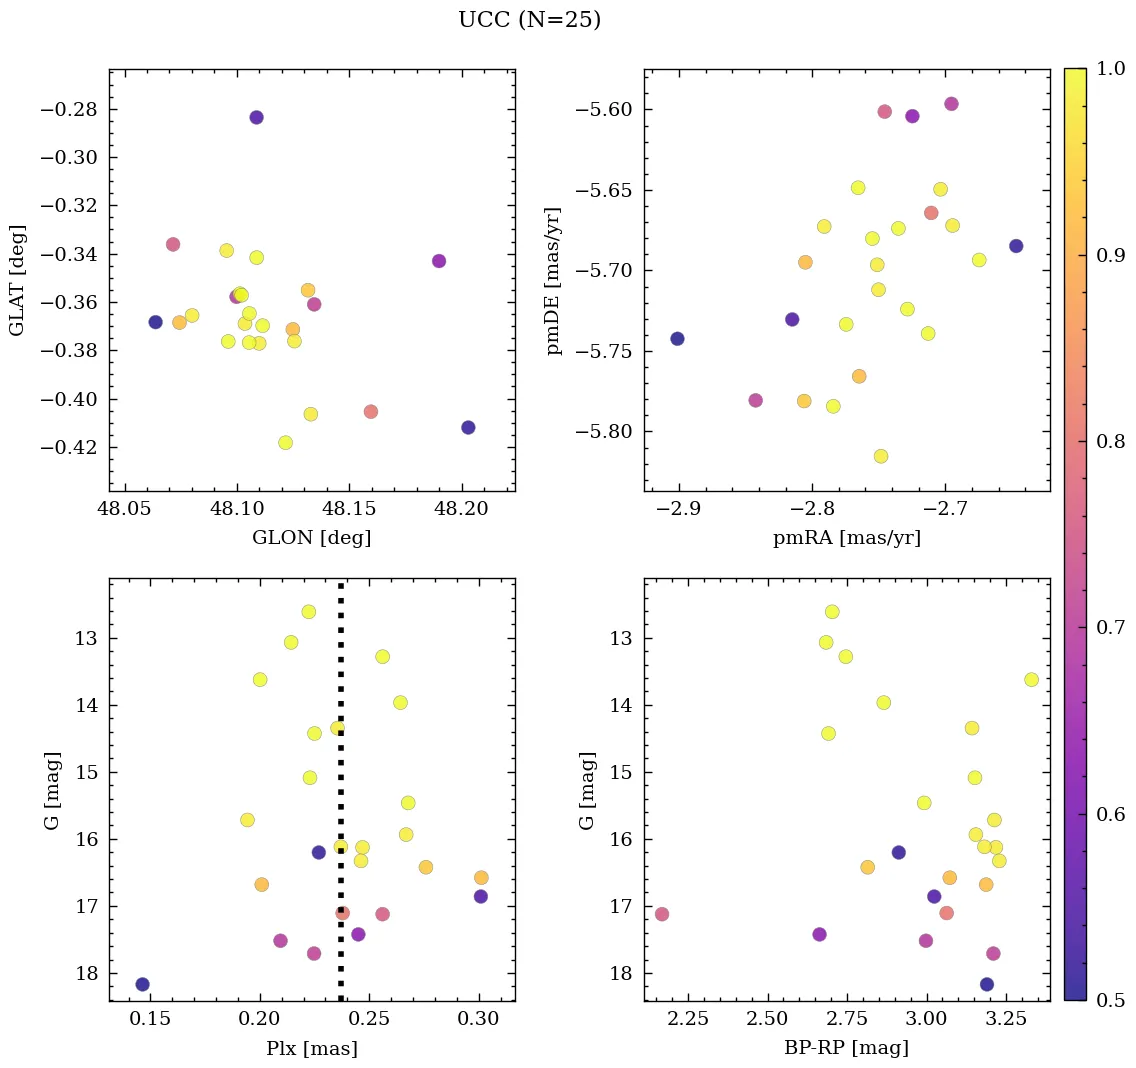 UCC (N=25)
−0.28
−0.30
−0.32
−0.34
−0.36
−0.38
−0.40
−0.42
GLAT [deg]
48.05 48.10 48.15 48.20
GLON [deg]
−5.60
−5.65
−5.70
−5.75
−5.80
pmDE [mas/yr]
−2.9 −2.8 −2.7
pmRA [mas/yr]
13
14
15
16
17
18
G [mag]
0.15 0.20 0.25 0.30
Plx [mas]
13
14
15
16
17
18
G [mag]
2.25 2.50 2.75 3.00 3.25
BP-RP [mag]
1.0
0.9
0.8
0.7
0.6
0.5